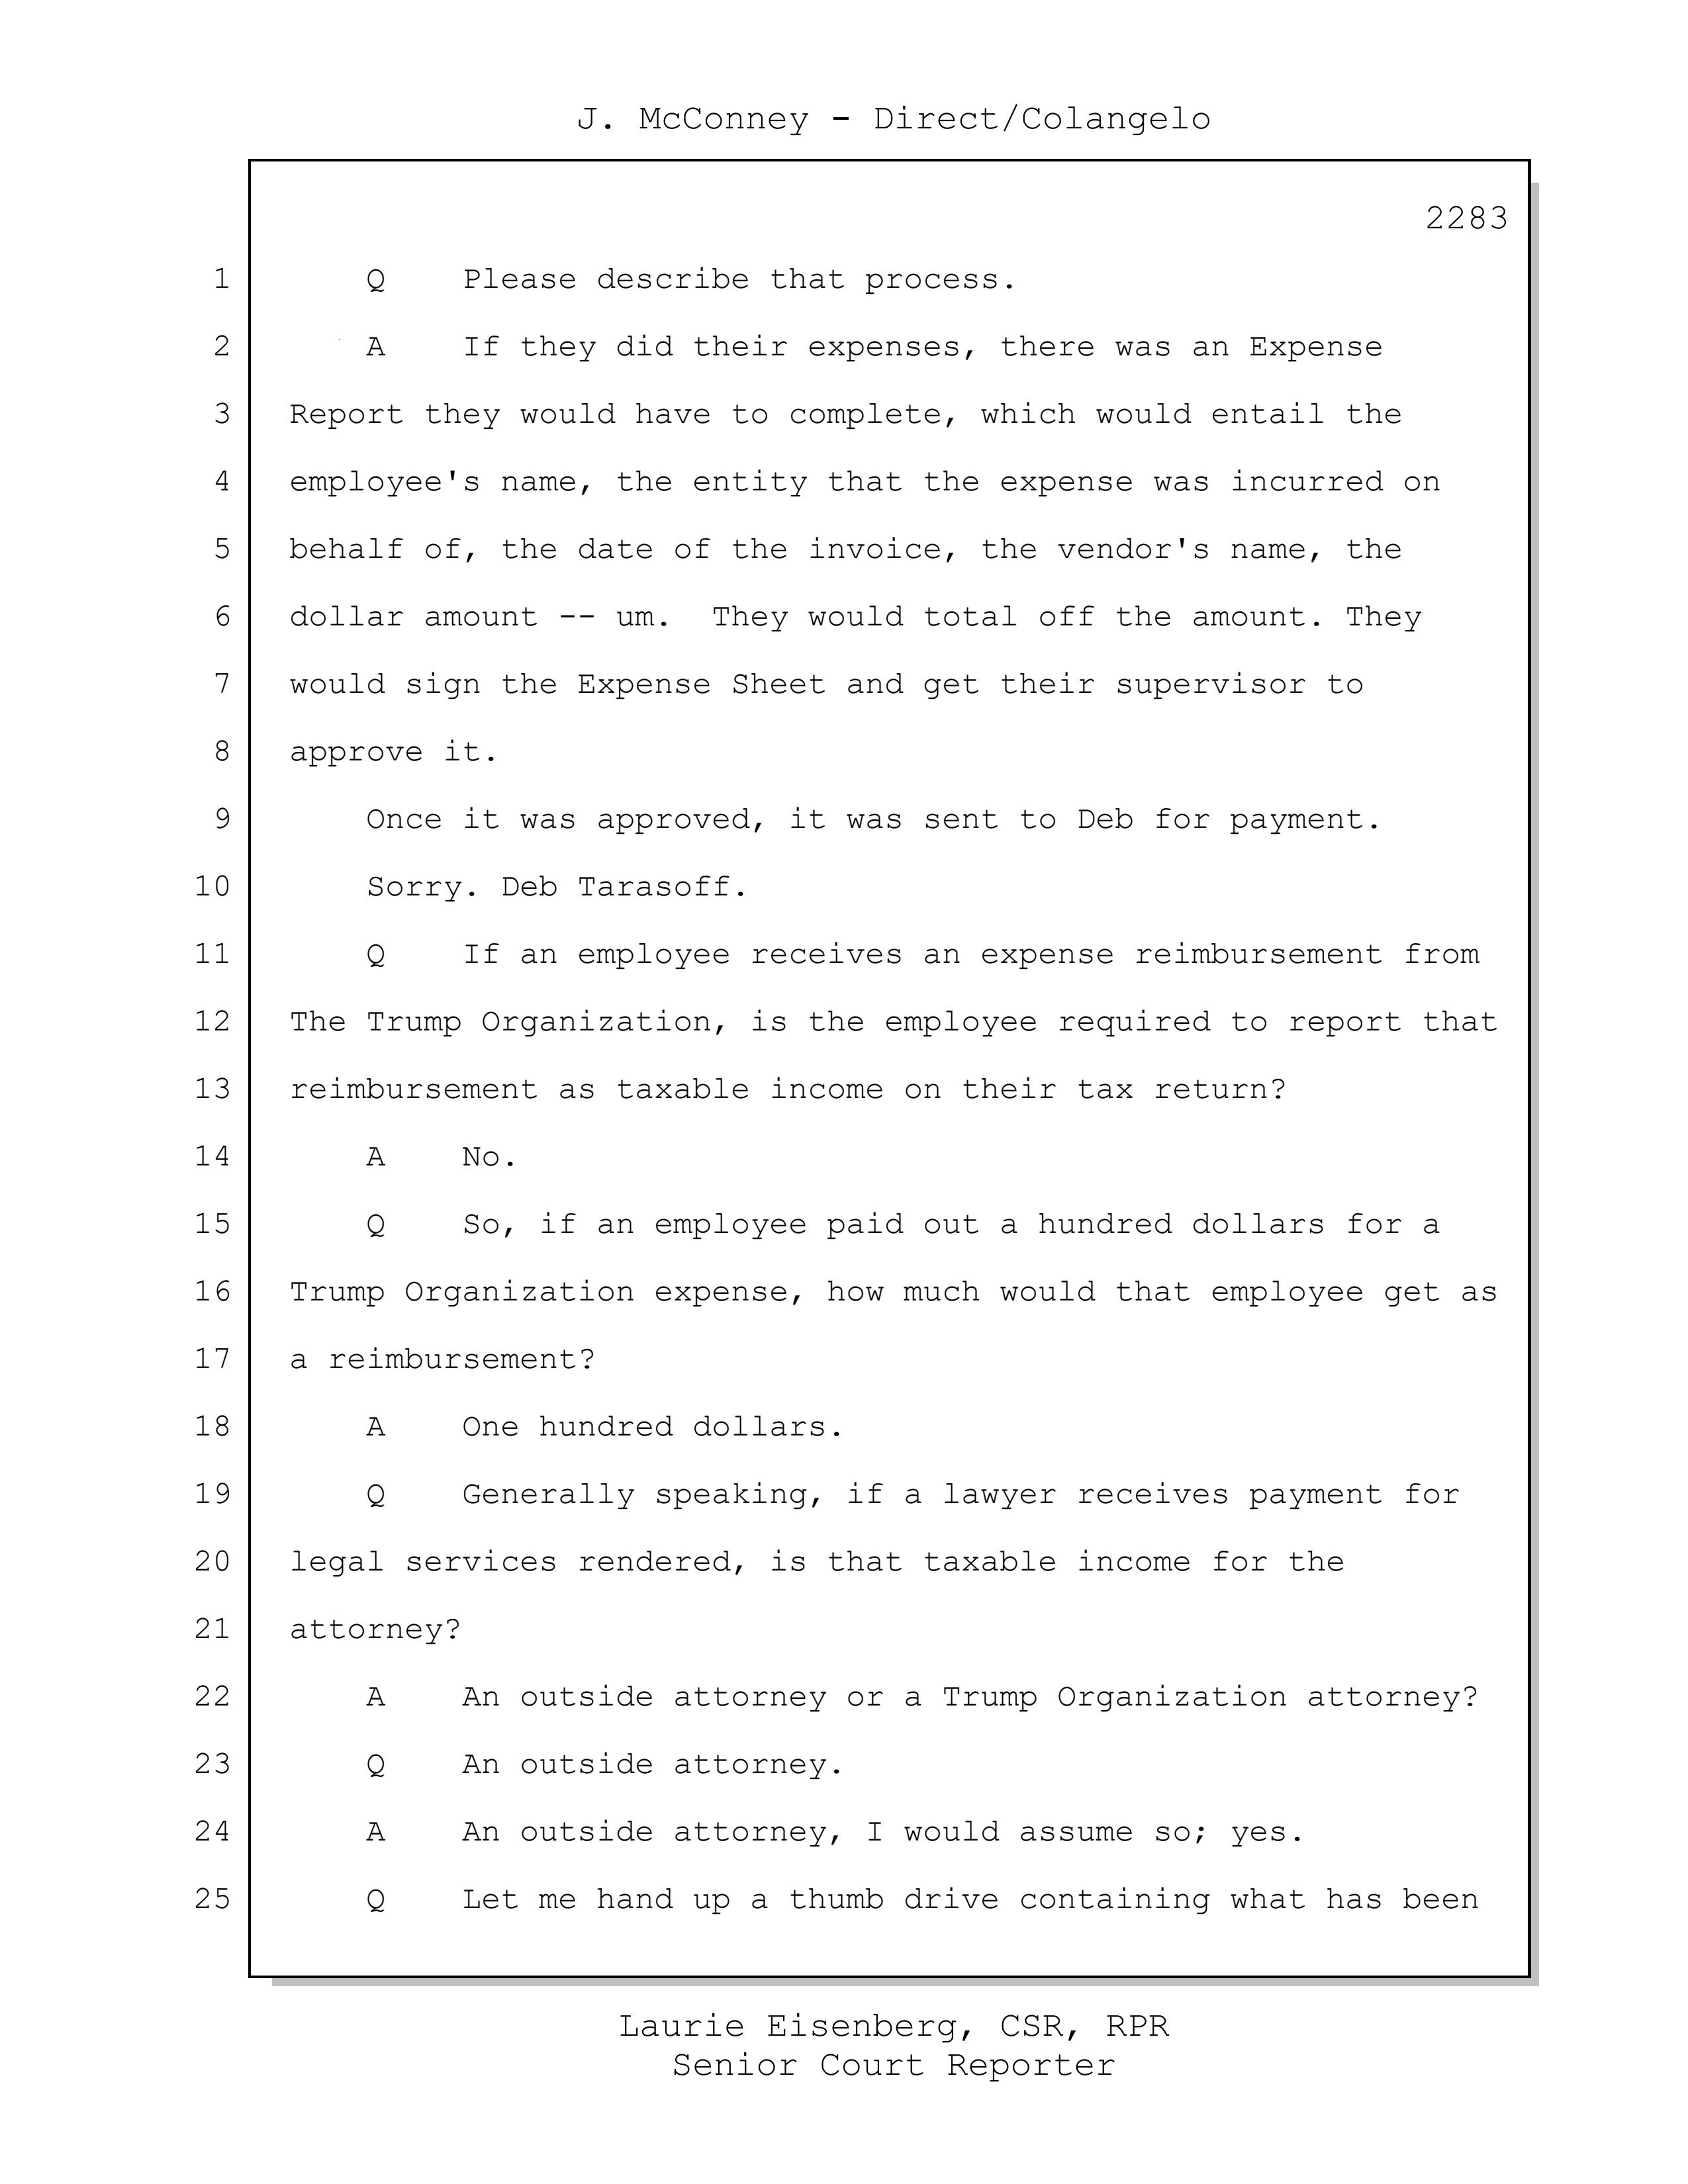 J. McConney - Direct/Colangelo
2283
1 Q Please describe that process.
2 A If they did their expenses, there was an Expense
3 Report they would have to complete, which would entail the
4 employee's name, the entity that the expense was incurred on
5 behalf of, the date of the invoice, the vendor's name, the
6 dollar amount -- um. They would total off the amount. They
7 would sign the Expense Sheet and get their supervisor to
8 approve it.
9 Once it was approved, it was sent to Deb for payment.
10 Sorry. Deb Tarasoff.
11 Q If an employee receives an expense reimbursement from
12 The Trump Organization, is the employee required to report that
13 reimbursement as taxable income on their tax return?
14 A No.
15 Q So, if an employee paid out a hundred dollars for a
16 Trump Organization expense, how much would that employee get as
17 a reimbursement?
18 A One hundred dollars.
19 Q Generally speaking, if a lawyer receives payment for
20 legal services rendered, is that taxable income for the
21 attorney?
22 A An outside attorney or a Trump Organization attorney?
23 Q An outside attorney.
24 A An outside attorney, I would assume so; yes.
25 Q Let me hand up a thumb drive containing what has been
Laurie Eisenberg, CSR, RPR
Senior Court Reporter